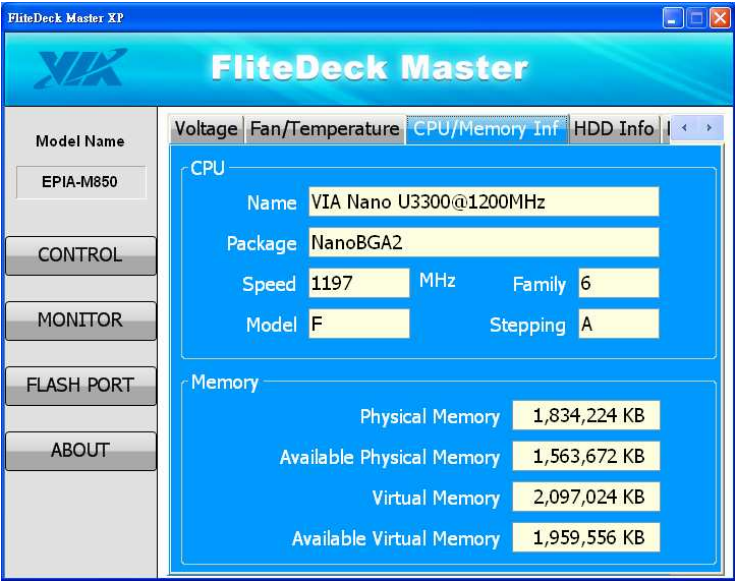 FliteDeck Master XP
VIA
FliteDeck Master
Model Name
EPIA-M850
CONTROL
MONITOR
FLASH PORT
ABOUT
Voltage Fan/Temperature CPU/Memory Inf HDD Info
CPU
Name VIA Nano U3300@1200MHz
Package NanoBGA2
Speed 1197 MHz Family 6
Model F Stepping A
Memory
Physical Memory 1,834,224 KB
Available Physical Memory 1,563,672 KB
Virtual Memory 2,097,024 KB
Available Virtual Memory 1,959,556 KB